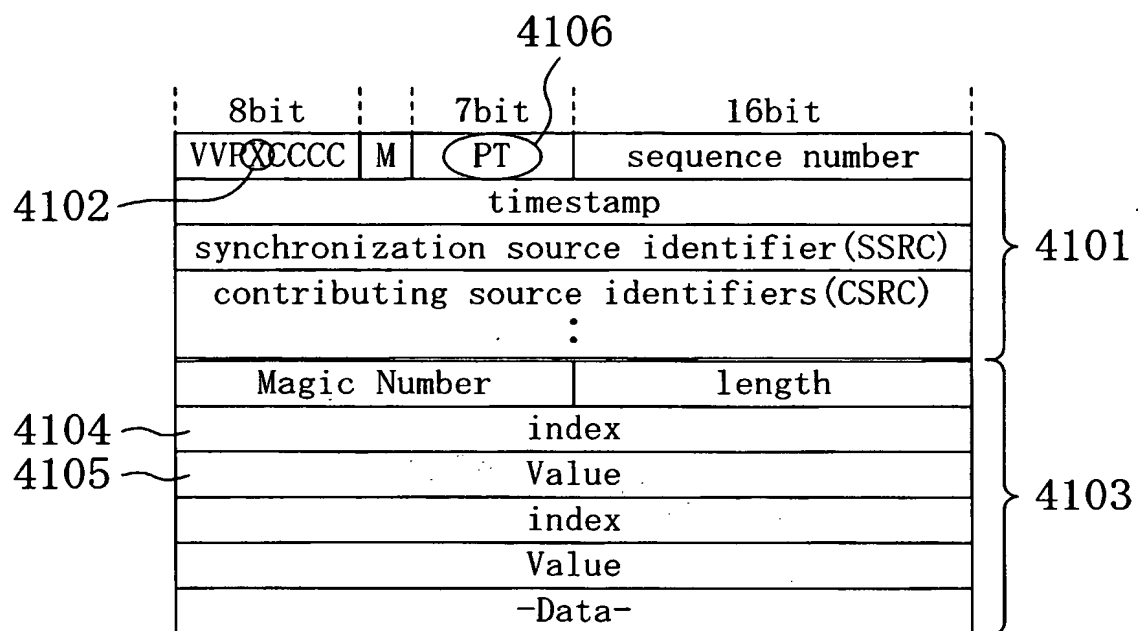 4106
8bit 7bit 16bit
VVPXCCCC M PT sequence number
4102
timestamp
synchronization source identifier(SSRC)
4101
contributing source identifiers(CSRC)
Magic Number length
4104 index
4105 Value
4103
index
Value
-Data-